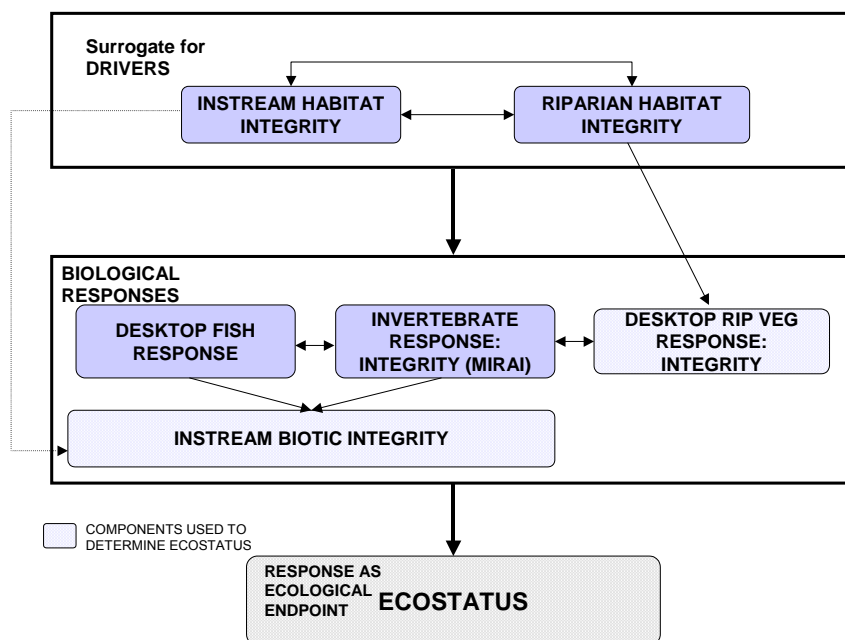 Surrogate for
DRIVERS
INSTREAM HABITAT
INTEGRITY
RIPARIAN HABITAT
INTEGRITY
BIOLOGICAL
RESPONSES
DESKTOP FISH
RESPONSE
INVERTEBRATE
RESPONSE:
INTEGRITY (MIRAI)
DESKTOP RIP VEG
RESPONSE:
INTEGRITY
INSTREAM BIOTIC INTEGRITY
COMPONENTS USED TO
DETERMINE ECOSTATUS
RESPONSE AS
ECOLOGICAL
ENDPOINT
ECOSTATUS